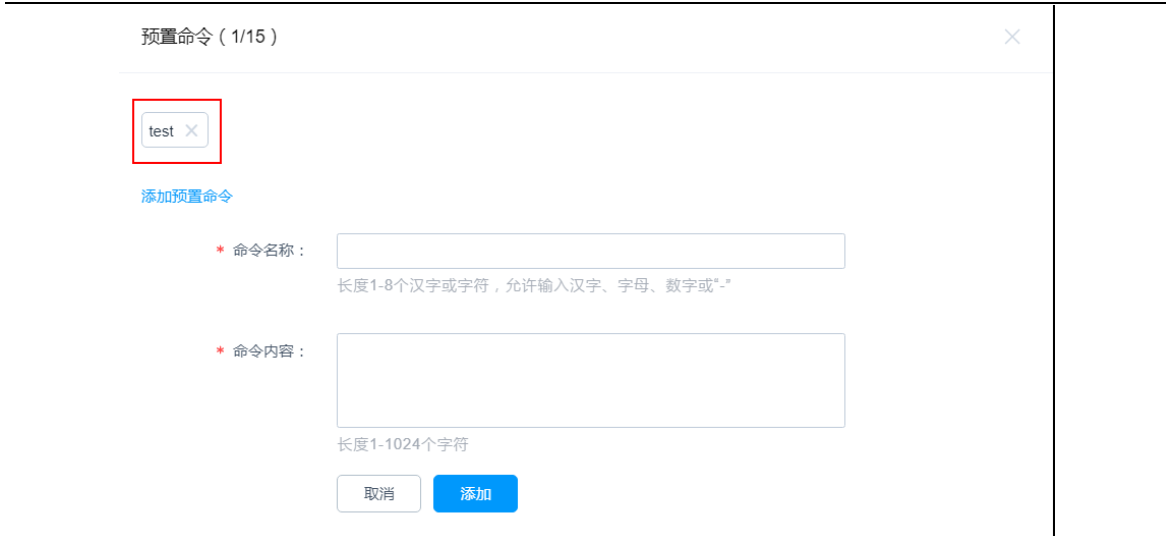 预置命令（1/15）
test
添加预置命令
* 命令名称：
长度1-8个汉字或字符，允许输入汉字、字母、数字或"-"
* 命令内容：
长度1-1024个字符
取消 添加